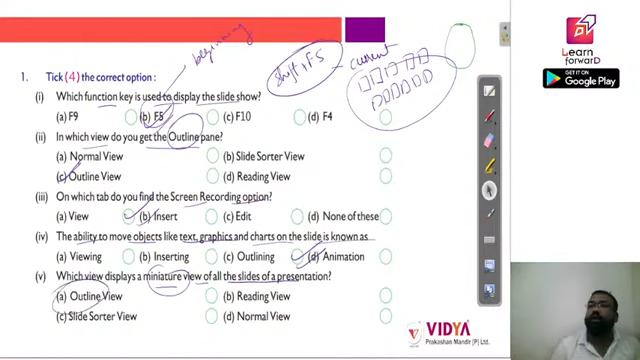 beginning
Shift+F5 - current
Learn
forwarD
GET IT ON
Google Play
1. Tick (4) the correct option:
(i) Which function key is used to display the slide show?
(a) F9 (b) F5 (c) F10 (d) F4
(ii) In which view do you get the Outline pane?
(a) Normal View (b) Slide Sorter View
(c) Outline View (d) Reading View
(iii) On which tab do you find the Screen Recording option?
(a) View (b) Insert (c) Edit (d) None of these
(iv) The ability to move objects like text, graphics and charts on the slide is known as
(a) Viewing (b) Inserting (c) Outlining (d) Animation
(v) Which view displays a miniature view of all the slides of a presentation?
(a) Outline View (b) Reading View
(c) Slide Sorter View (d) Normal View
VIDYA
Prakashan Mandir [P] Ltd.